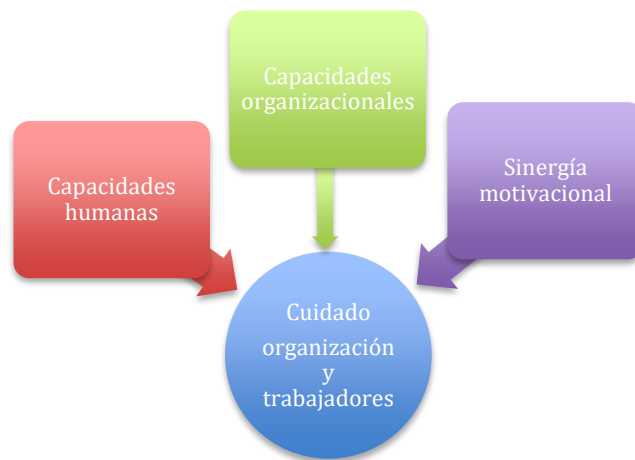 Capacidades
organizacionales
Capacidades
humanas
Sinergía
motivacional
Cuidado
organización
y
trabajadores